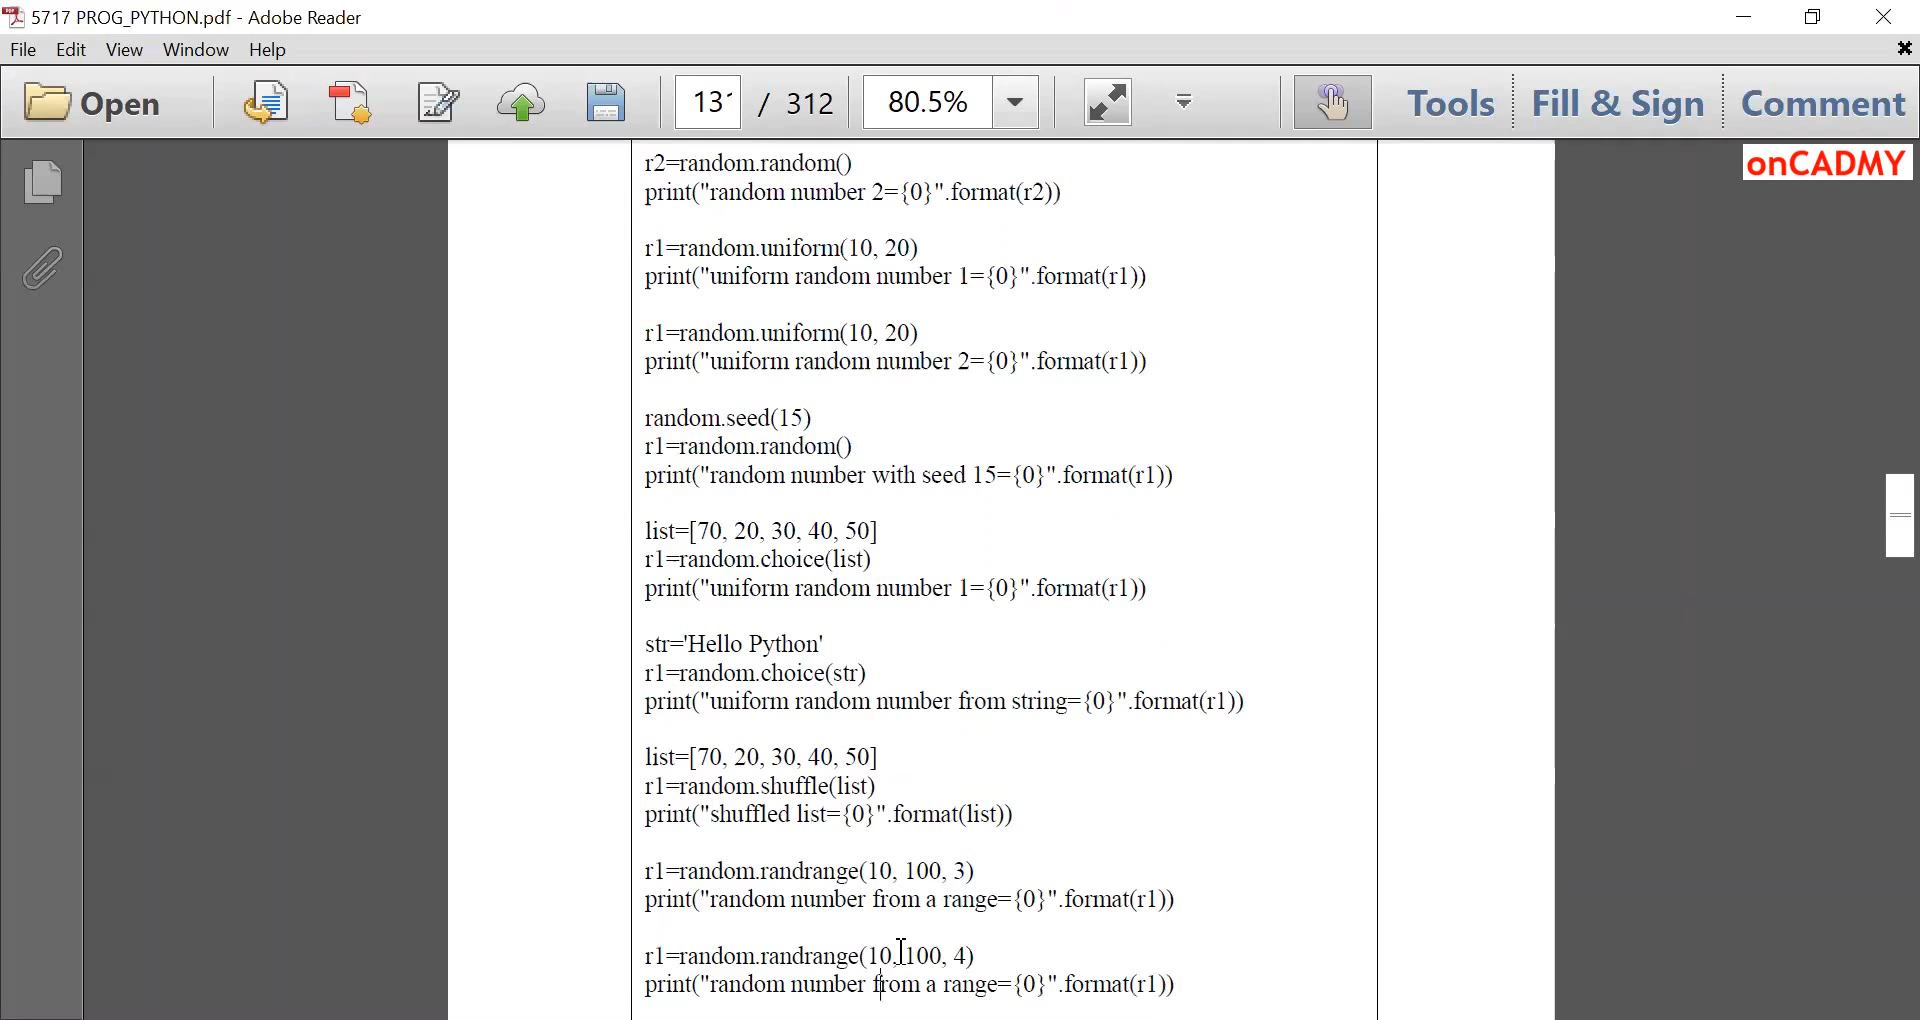 5717 PROG_PYTHON.pdf - Adobe Reader
File Edit View Window Help
Open 131 / 312 80.5% Tools Fill & Sign Comment
onCADMY
r2=random.random()
print("random number 2={0}".format(r2))
r1=random.uniform(10, 20)
print("uniform random number 1={0}".format(r1))
r1=random.uniform(10, 20)
print("uniform random number 2={0}".format(r1))
random.seed(15)
r1=random.random()
print("random number with seed 15={0}".format(r1))
list=[70, 20, 30, 40, 50]
r1=random.choice(list)
print("uniform random number 1={0}".format(r1))
str='Hello Python'
r1=random.choice(str)
print("uniform random number from string={0}".format(r1))
list=[70, 20, 30, 40, 50]
r1=random.shuffle(list)
print("shuffled list={0}".format(list))
r1=random.randrange(10, 100, 3)
print("random number from a range={0}".format(r1))
r1=random.randrange(10, 100, 4)
print("random number from a range={0}".format(r1))